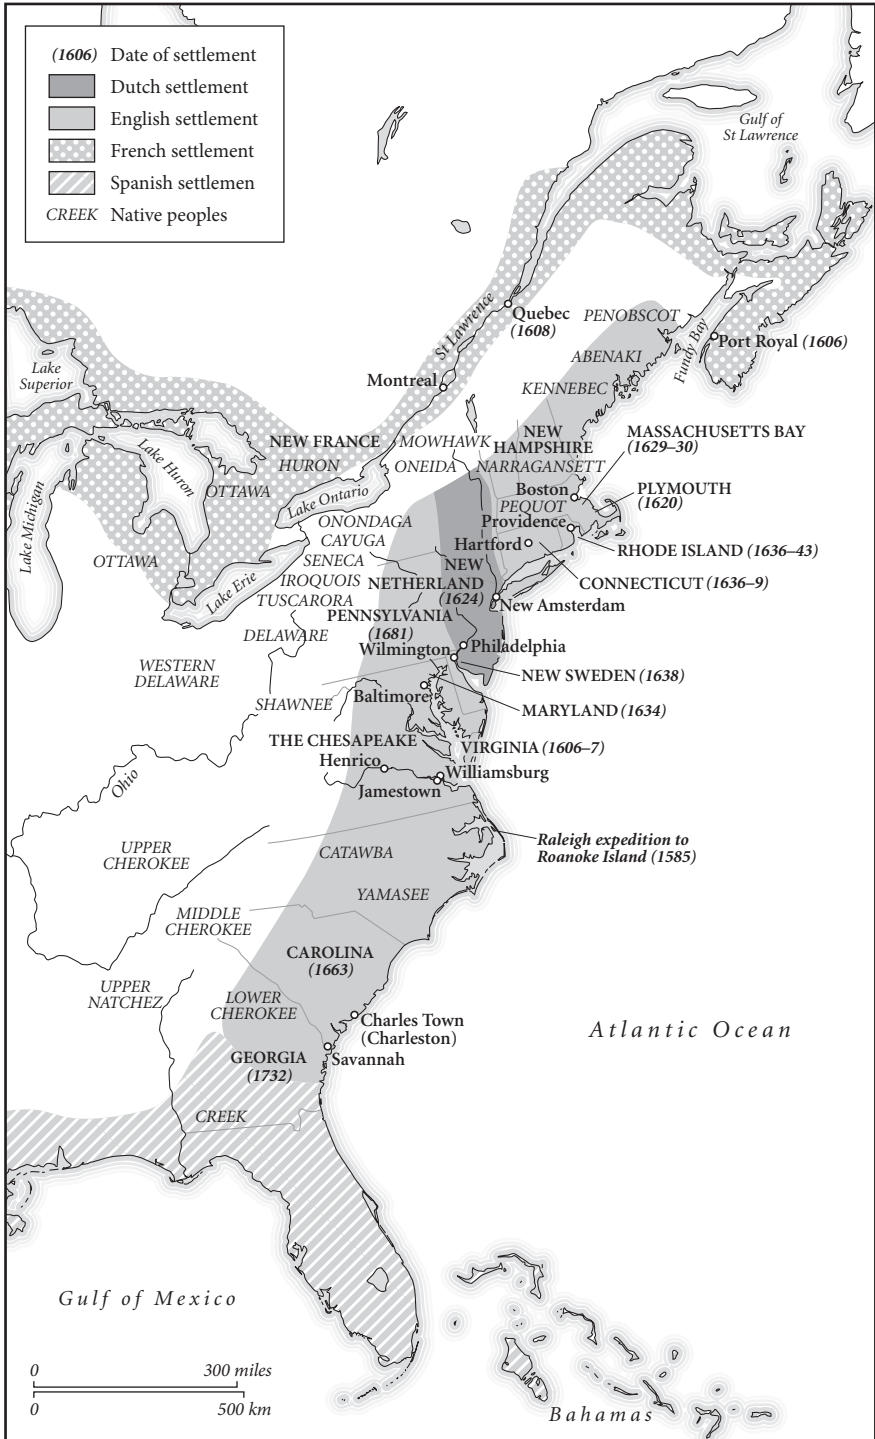 (1606) Date of settlement
Dutch settlement
English settlement
French settlement
Spanish settlemen
CREEK Native peoples
Gulf of
St Lawrence
St Lawrence
Quebec
(1608)
PENOBSCOT
Fundy Bay
Port Royal (1606)
ABENAKI
Lake
Superior
Montreal
KENNEBEC
NEW FRANCE
MOWHAWK
NEW
HAMPSHIRE
MASSACHUSETTS BAY
(1629–30)
Lake Huron
HURON
ONEIDA
NARRAGANSETT
Lake Michigan
OTTAWA
Lake Ontario
Boston
PEQUOT
PLYMOUTH
(1620)
ONONDAGA
CAYUGA
Providence
Hartford
RHODE ISLAND (1636–43)
OTTAWA
SENECA
Lake Erie
IROQUOIS
TUSCARORA
NEW
NETHERLAND
(1624)
CONNECTICUT (1636–9)
New Amsterdam
PENNSYLVANIA
(1681)
DELAWARE
Wilmington
Philadelphia
WESTERN
DELAWARE
NEW SWEDEN (1638)
SHAWNEE
Baltimore
MARYLAND (1634)
THE CHESAPEAKE
VIRGINIA (1606–7)
Henrico
Williamsburg
Ohio
Jamestown
Raleigh expedition to
Roanoke Island (1585)
UPPER
CHEROKEE
CATAWBA
YAMASEE
MIDDLE
CHEROKEE
CAROLINA
(1663)
UPPER
NATCHEZ
LOWER
CHEROKEE
Charles Town
(Charleston)
Atlantic Ocean
GEORGIA
(1732)
Savannah
CREEK
Gulf of Mexico
0 300 miles
0 500 km
Bahamas